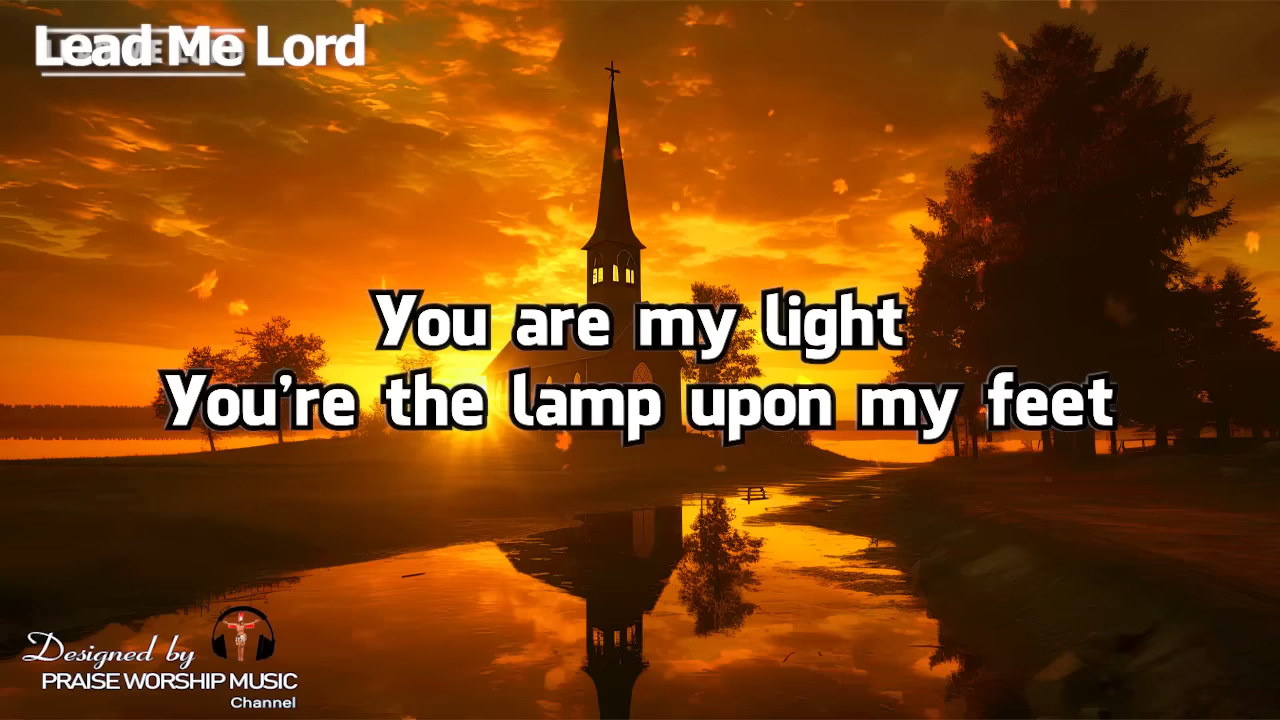 Lead Me Lord
You are my light
You're the lamp upon my feet
Designed by
PRAISE WORSHIP MUSIC
Channel